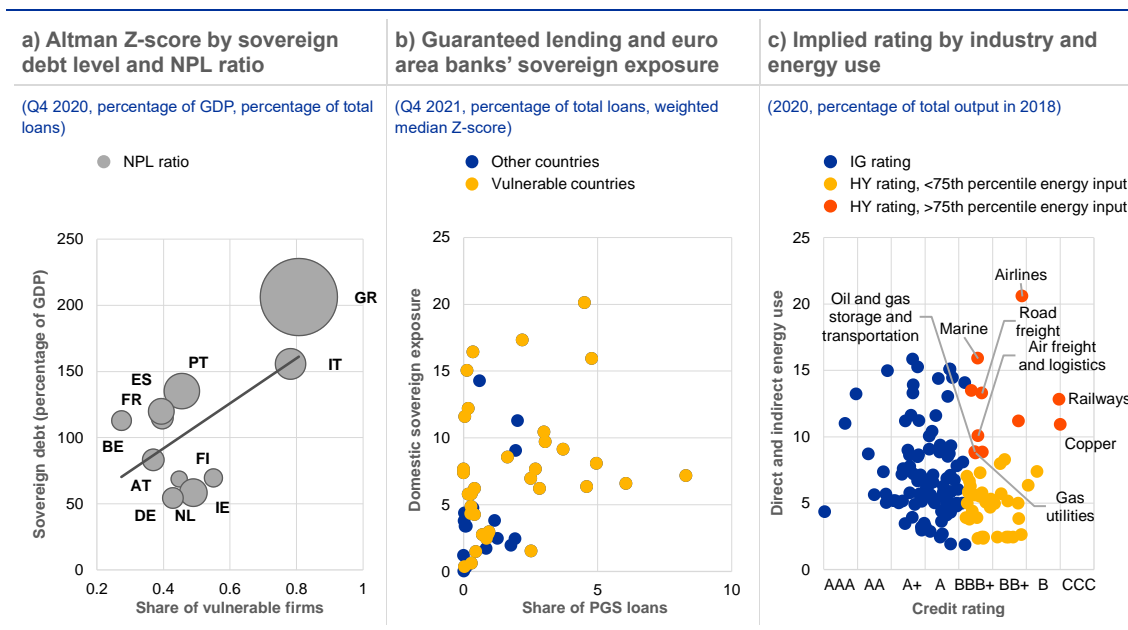 a) Altman Z-score by sovereign
debt level and NPL ratio
(Q4 2020, percentage of GDP, percentage of total
loans)
NPL ratio
250
200
150
100
50
0
0.2
0.4
0.6
0.8
1
Sovereign debt (percentage of GDP)
Share of vulnerable firms
GR
IT
PT
ES
FR
BE
AT
FI
DE
NL
IE
b) Guaranteed lending and euro
area banks' sovereign exposure
(Q4 2021, percentage of total loans, weighted
median Z-score)
Other countries
Vulnerable countries
25
20
15
10
5
0
0
5
10
Domestic sovereign exposure
Share of PGS loans
c) Implied rating by industry and
energy use
(2020, percentage of total output in 2018)
IG rating
HY rating, <75th percentile energy input
HY rating, >75th percentile energy input
25
20
15
10
5
0
AAA
AA
A+
A
BBB+
BB+
B
CCC
Direct and indirect energy use
Credit rating
Airlines
Oil and gas
storage and
transportation
Marine
Road
freight
Air freight
and logistics
Railways
Copper
Gas
utilities